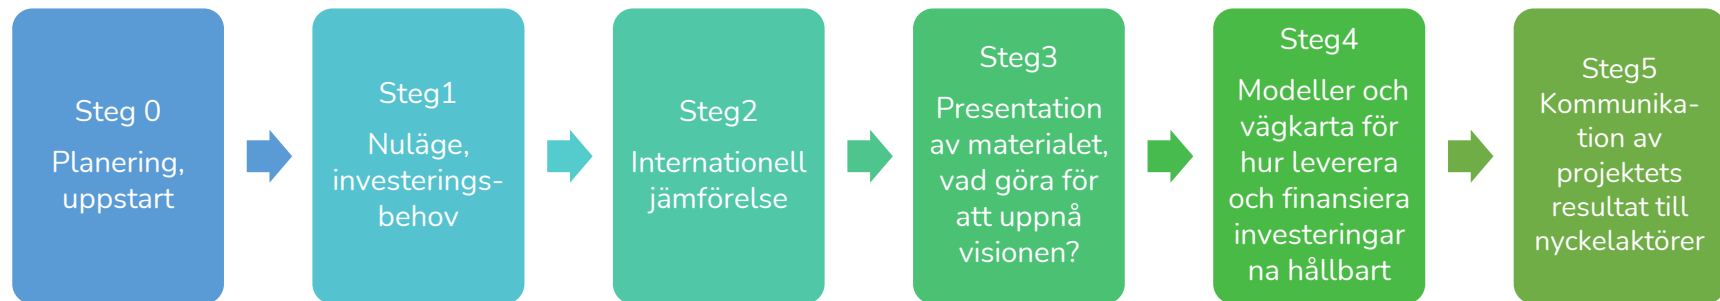 Steg 0
Planering,
uppstart
Steg1
Nuläge,
investerings-
behov
Steg2
Internationell
jämförelse
Steg3
Presentation
av materialet,
vad göra för
att uppnå
visionen?
Steg4
Modeller och
vägkarta för
hur leverera
och finansiera
investeringar
na hållbart
Steg5
Kommunika-
tion av
projektets
resultat till
nyckelaktörer